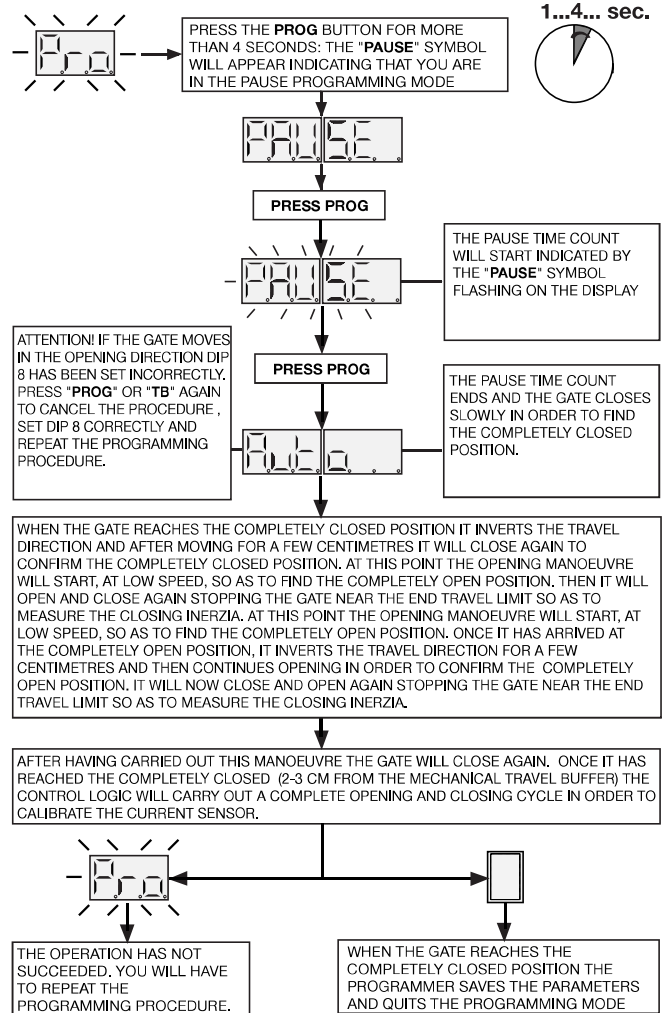 1...4... sec.
Pro
PRESS THE PROG BUTTON FOR MORE
THAN 4 SECONDS: THE "PAUSE" SYMBOL
WILL APPEAR INDICATING THAT YOU ARE
IN THE PAUSE PROGRAMMING MODE
PAUSE
PRESS PROG
PAUSE
THE PAUSE TIME COUNT
WILL START INDICATED BY
THE "PAUSE" SYMBOL
FLASHING ON THE DISPLAY
ATTENTION! IF THE GATE MOVES
IN THE OPENING DIRECTION DIP
8 HAS BEEN SET INCORRECTLY.
PRESS "PROG" OR "TB" AGAIN
TO CANCEL THE PROCEDURE ,
SET DIP 8 CORRECTLY AND
REPEAT THE PROGRAMMING
PROCEDURE.
PRESS PROG
Auto
THE PAUSE TIME COUNT
ENDS AND THE GATE CLOSES
SLOWLY IN ORDER TO FIND
THE COMPLETELY CLOSED
POSITION.
WHEN THE GATE REACHES THE COMPLETELY CLOSED POSITION IT INVERTS THE TRAVEL
DIRECTION AND AFTER MOVING FOR A FEW CENTIMETRES IT WILL CLOSE AGAIN TO
CONFIRM THE COMPLETELY CLOSED POSITION. AT THIS POINT THE OPENING MANOEUVRE
WILL START, AT LOW SPEED, SO AS TO FIND THE COMPLETELY OPEN POSITION. THEN IT WILL
OPEN AND CLOSE AGAIN STOPPING THE GATE NEAR THE END TRAVEL LIMIT SO AS TO
MEASURE THE CLOSING INERZIA. AT THIS POINT THE OPENING MANOEUVRE WILL START, AT
LOW SPEED, SO AS TO FIND THE COMPLETELY OPEN POSITION. ONCE IT HAS ARRIVED AT
THE COMPLETELY OPEN POSITION, IT INVERTS THE TRAVEL DIRECTION FOR A FEW
CENTIMETRES AND THEN CONTINUES OPENING IN ORDER TO CONFIRM THE COMPLETELY
OPEN POSITION. IT WILL NOW CLOSE AND OPEN AGAIN STOPPING THE GATE NEAR THE END
TRAVEL LIMIT SO AS TO MEASURE THE CLOSING INERZIA.
AFTER HAVING CARRIED OUT THIS MANOEUVRE THE GATE WILL CLOSE AGAIN. ONCE IT HAS
REACHED THE COMPLETELY CLOSED (2-3 CM FROM THE MECHANICAL TRAVEL BUFFER) THE
CONTROL LOGIC WILL CARRY OUT A COMPLETE OPENING AND CLOSING CYCLE IN ORDER TO
CALIBRATE THE CURRENT SENSOR.
Pro
THE OPERATION HAS NOT
SUCCEEDED. YOU WILL HAVE
TO REPEAT THE
PROGRAMMING PROCEDURE.
WHEN THE GATE REACHES THE
COMPLETELY CLOSED POSITION THE
PROGRAMMER SAVES THE PARAMETERS
AND QUITS THE PROGRAMMING MODE